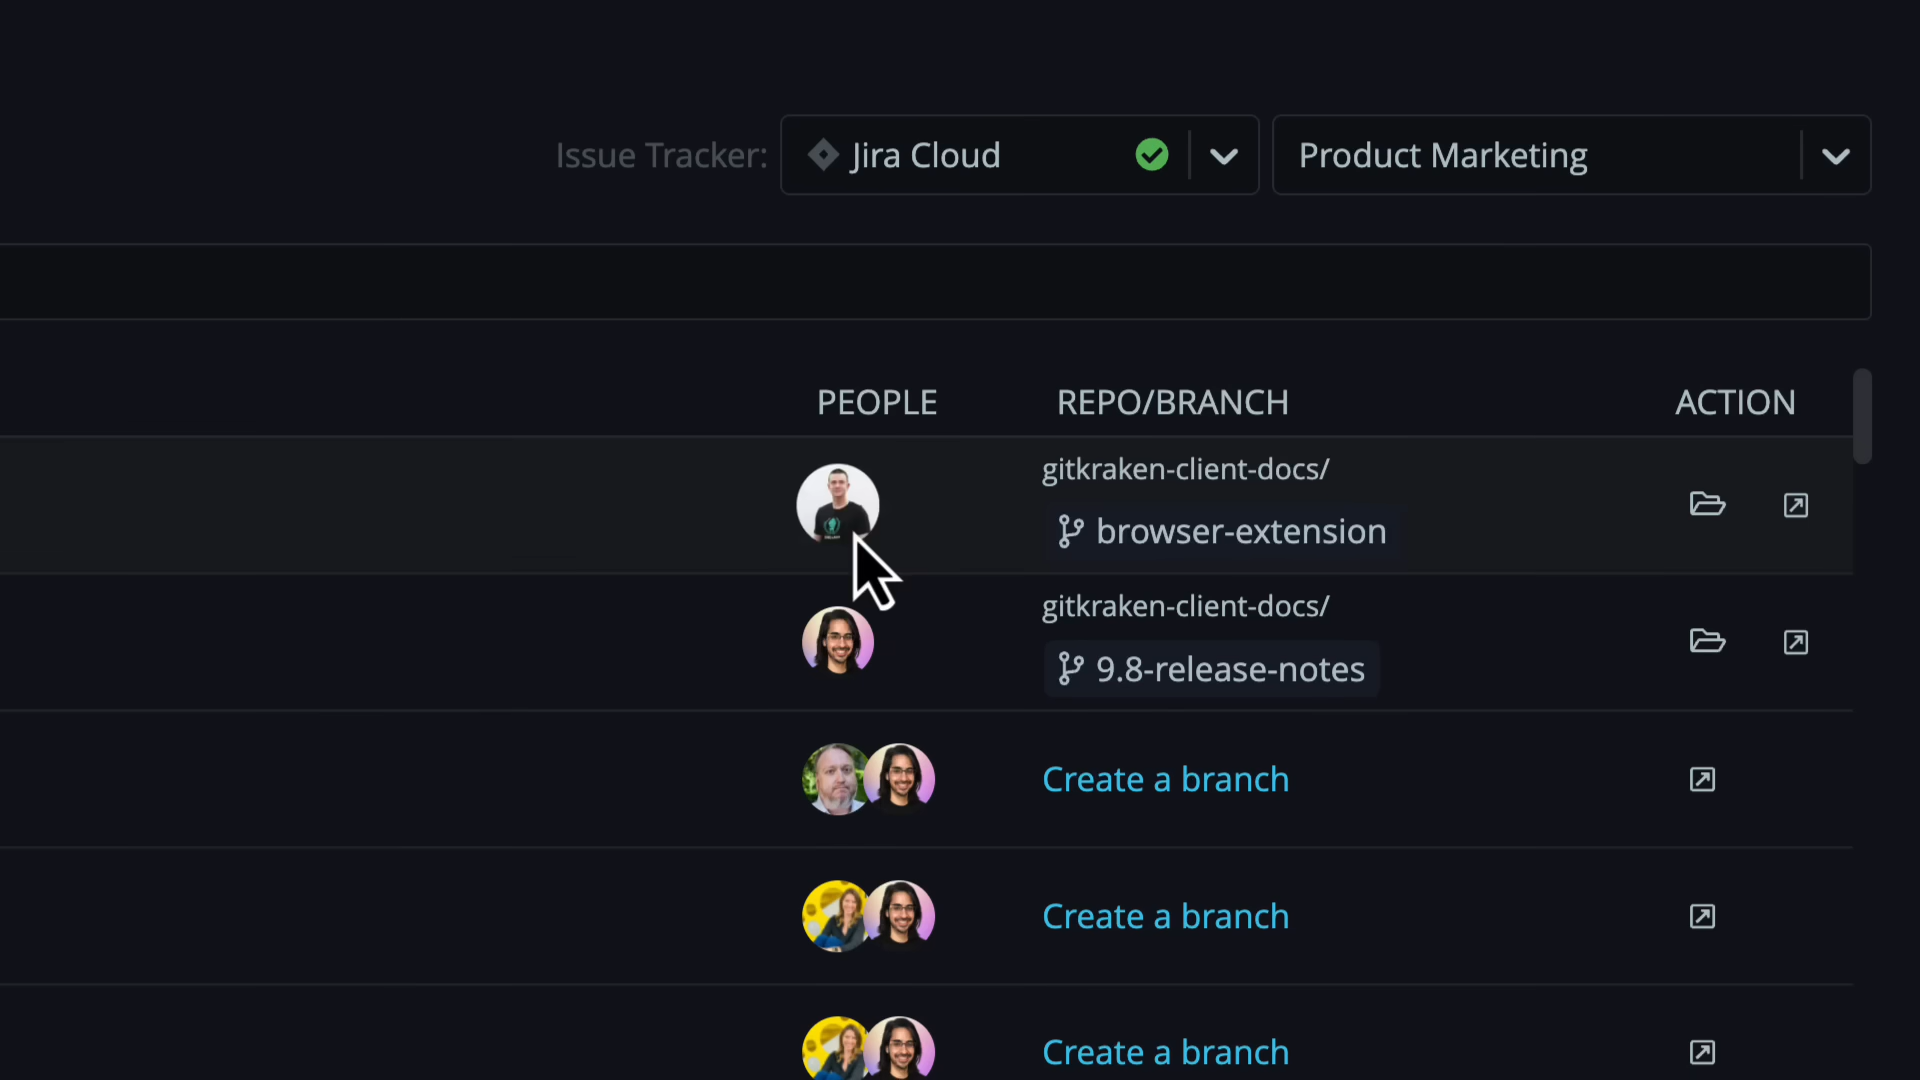 Issue Tracker: Jira Cloud Product Marketing
PEOPLE REPO/BRANCH ACTION
gitkraken-client-docs/
browser-extension
gitkraken-client-docs/
9.8-release-notes
Create a branch
Create a branch
Create a branch